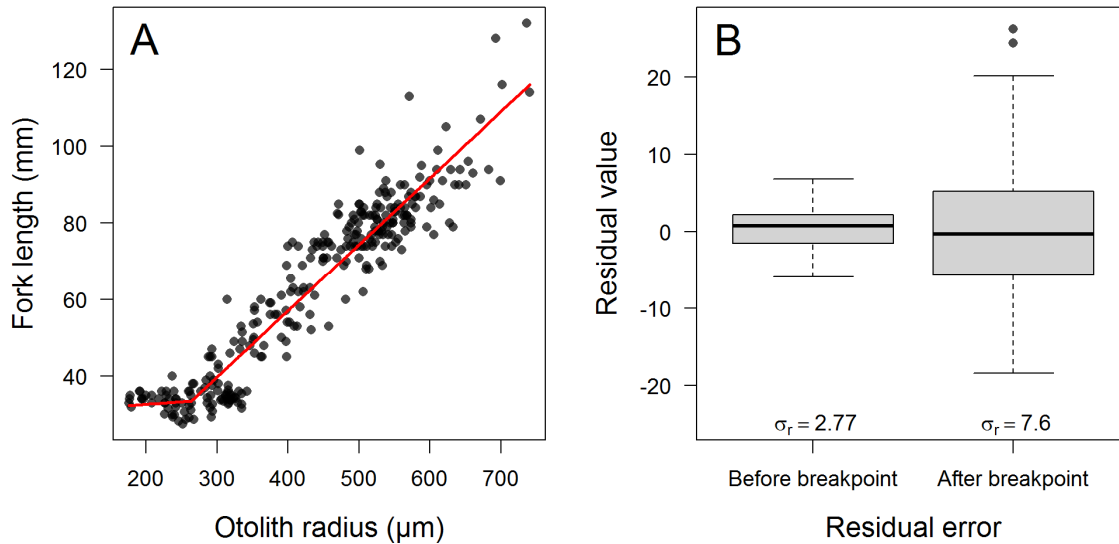 A
Fork length (mm)
120
100
80
60
40
200 300 400 500 600 700
Otolith radius (µm)
B
Residual value
20
10
0
-10
-20
σr = 2.77 σr = 7.6
Before breakpoint After breakpoint
Residual error